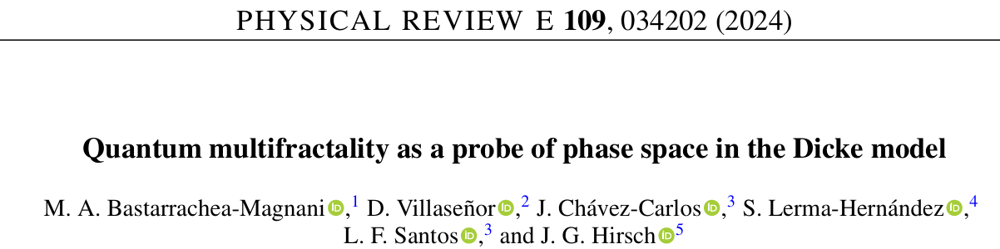 PHYSICAL REVIEW E 109, 034202 (2024)
Quantum multifractality as a probe of phase space in the Dicke model
M. A. Bastarrachea-Magnani,1 D. Villaseñor,2 J. Chávez-Carlos,3 S. Lerma-Hernández,4
L. F. Santos,3 and J. G. Hirsch5